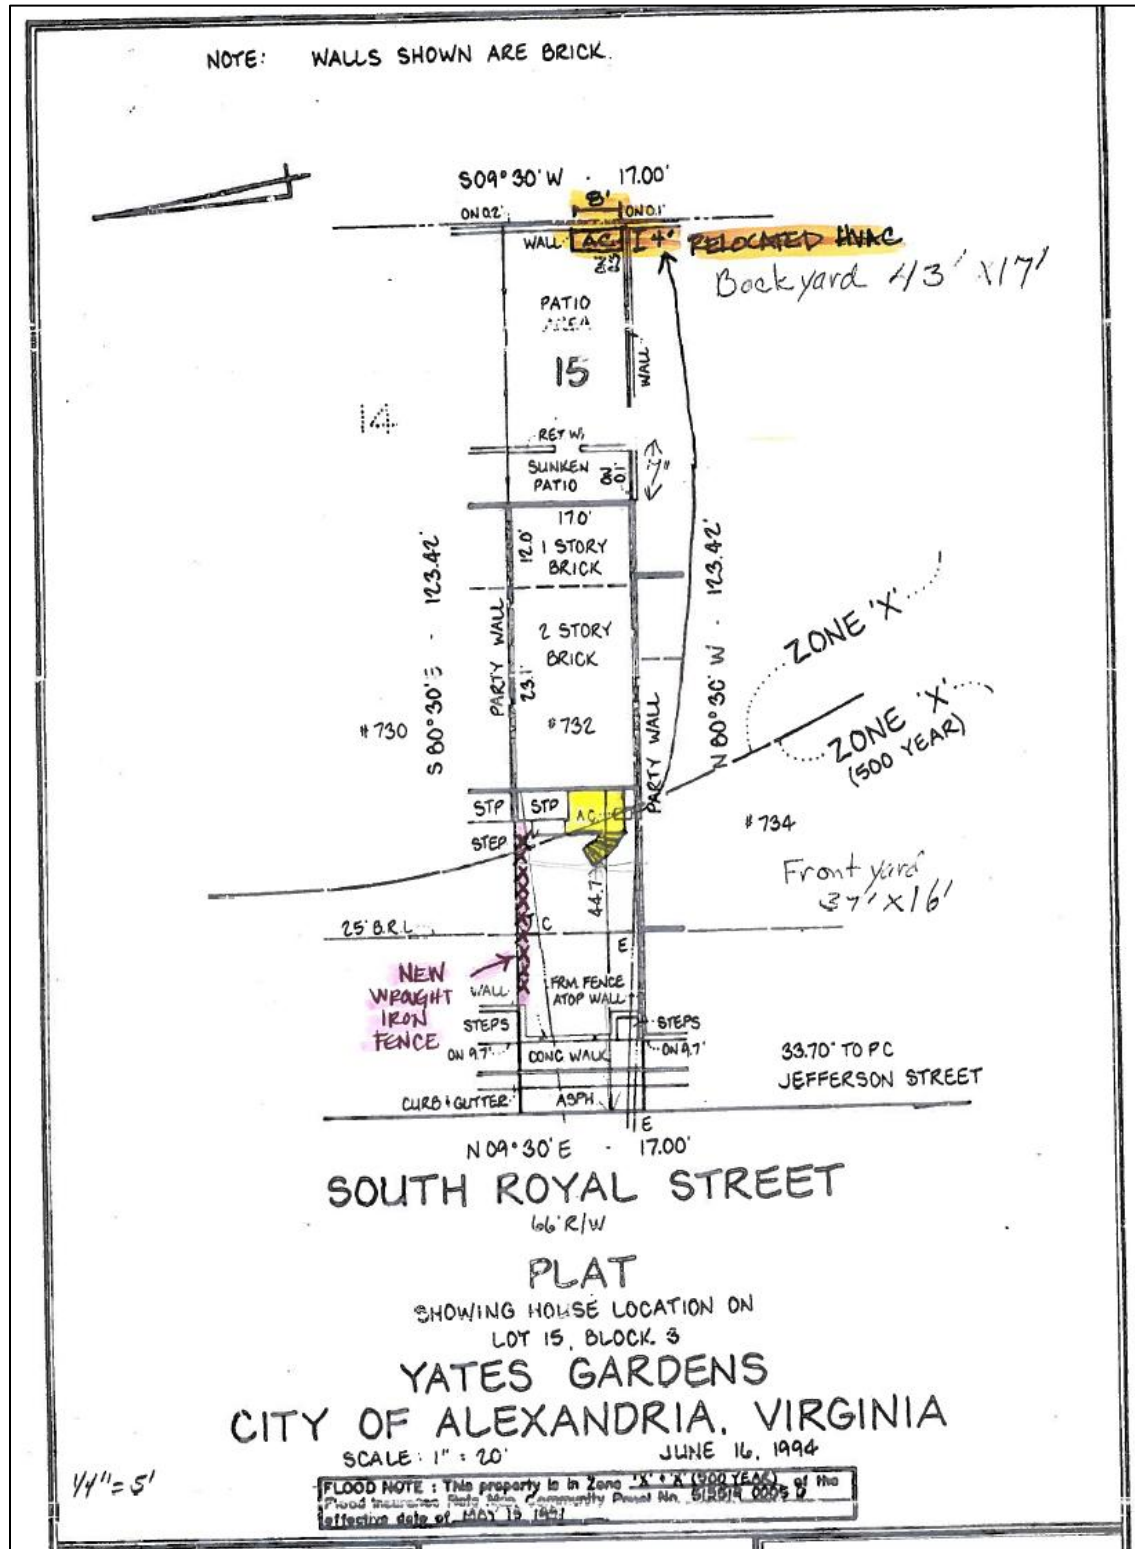 NOTE: WALLS SHOWN ARE BRICK.
S09°30'W · 17.00'
8'
ON 0.2'
ON 0.1'
WALL
A.C.
4'
RELOCATED HVAC
Backyard 43' X17'
PATIO
AREA
15
WALL
14
RET W.
SUNKEN
PATIO
8.0'
7"
17.0'
12.0'
1 STORY
BRICK
S 80°30'E - 123.42'
N 80°30' W - 123.42'
PARTY WALL
2 STORY
BRICK
23.1'
ZONE 'X'
ZONE 'X'
(500 YEAR)
#730
#732
PARTY WALL
STP
STP
A.C.
#734
STEP
Front yard
37' X16'
44.7
25' B.R.L.
C
E
NEW
WROUGHT
IRON
FENCE
WALL
FRM. FENCE
ATOP WALL
STEPS
STEPS
ON 9.7'
CONC WALK
ON 9.7'
33.70' TO PC
JEFFERSON STREET
CURB & GUTTER
ASPH
E
N 09°30'E · 17.00'
SOUTH ROYAL STREET
66' R/W
PLAT
SHOWING HOUSE LOCATION ON
LOT 15, BLOCK 3
YATES GARDENS
CITY OF ALEXANDRIA, VIRGINIA
SCALE: 1" = 20' JUNE 16, 1994
1/4" = 5'
FLOOD NOTE: This property is in Zone 'X' & 'X' (500 YEAR) of the
Flood Insurance Rate Map, Community Panel No. 515519 0005 D
effective date of MAY 15 1991